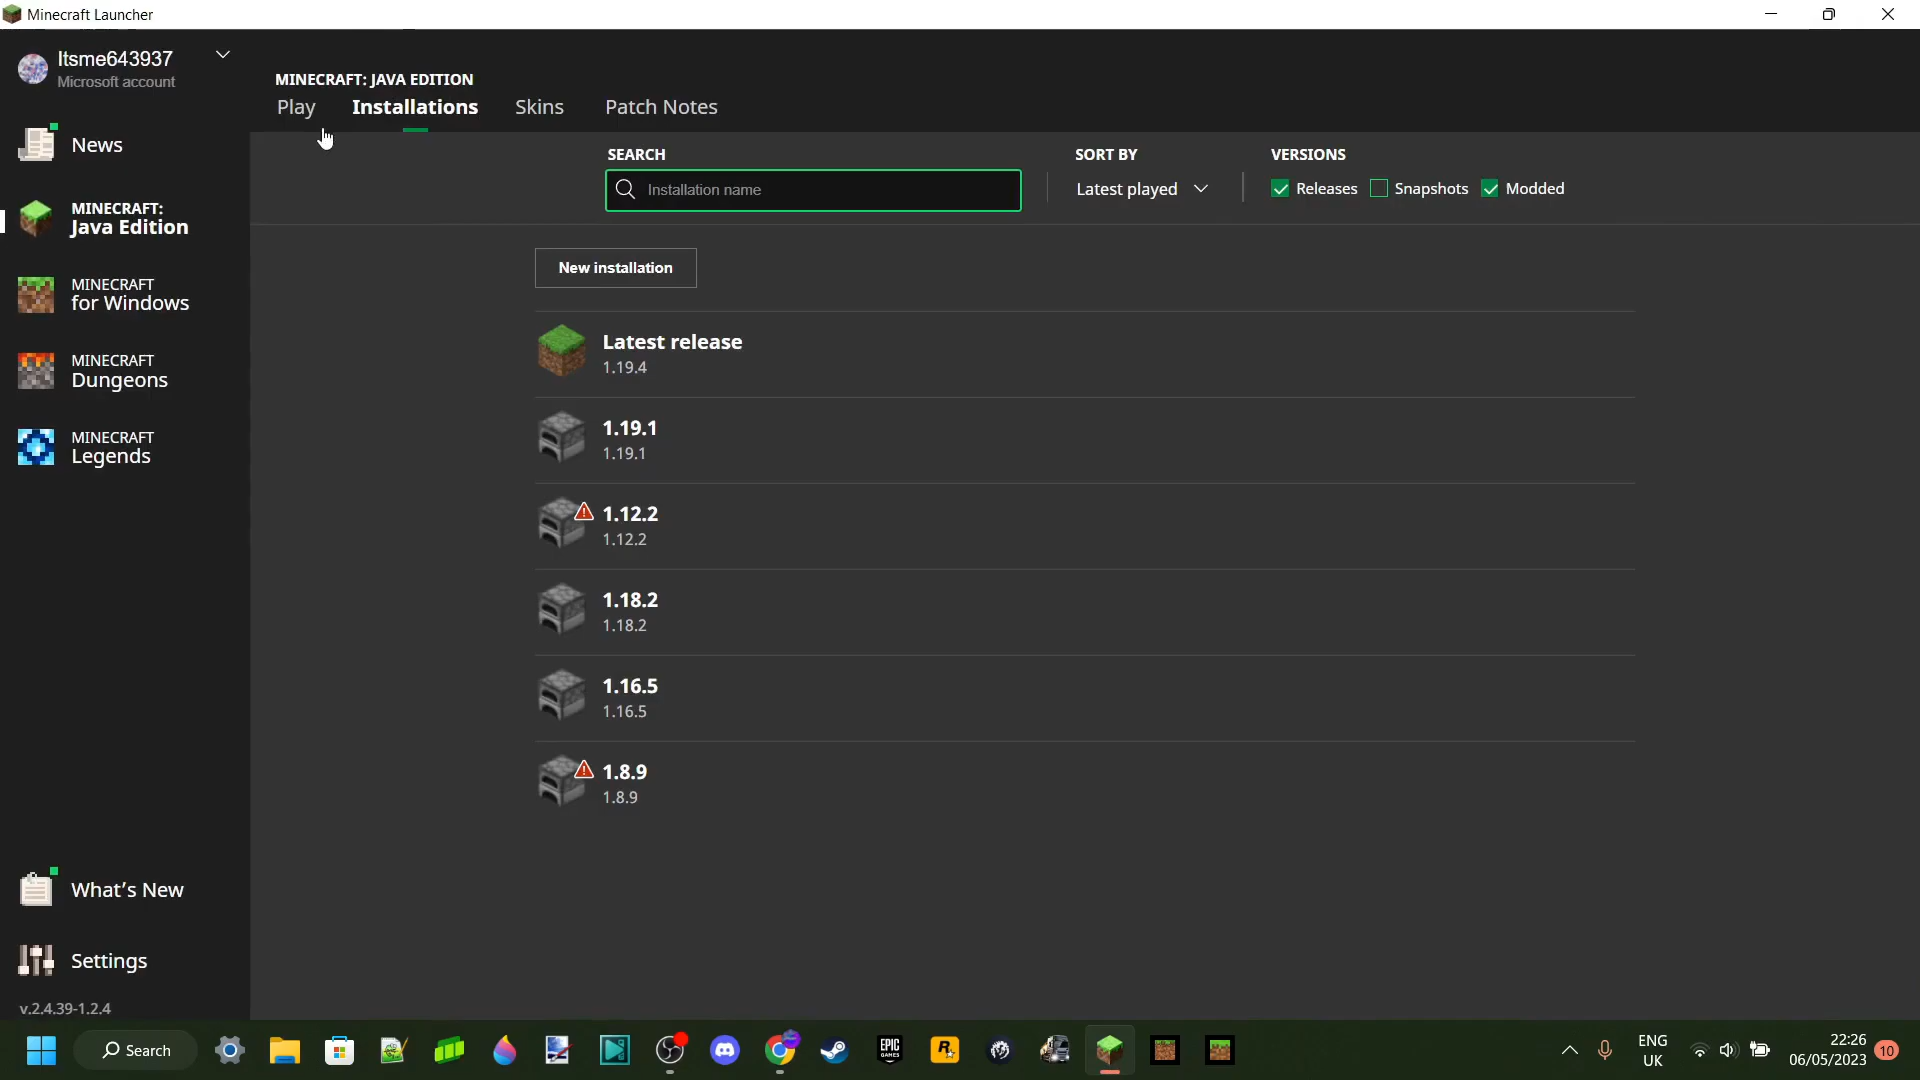 Minecraft Launcher
Itsme643937
Microsoft account
News
MINECRAFT:
Java Edition
MINECRAFT
for Windows
MINECRAFT
Dungeons
MINECRAFT
Legends
What's New
Settings
v.2.4.39-1.2.4
MINECRAFT: JAVA EDITION
Play Installations Skins Patch Notes
SEARCH SORT BY VERSIONS
Installation name Latest played Releases Snapshots Modded
New installation
Latest release
1.19.4
1.19.1
1.19.1
1.12.2
1.12.2
1.18.2
1.18.2
1.16.5
1.16.5
1.8.9
1.8.9
Search
EPIC
GAMES
R
ENG
UK
22:26
06/05/2023
10